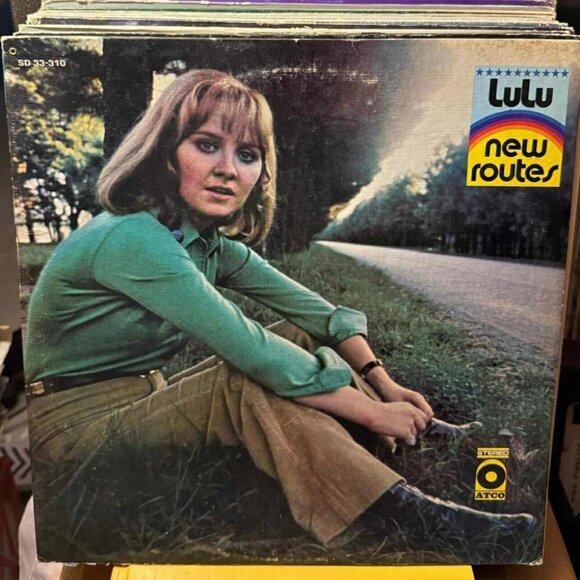 SD 33-310
LuLu
new
routes
STEREO
ATCO